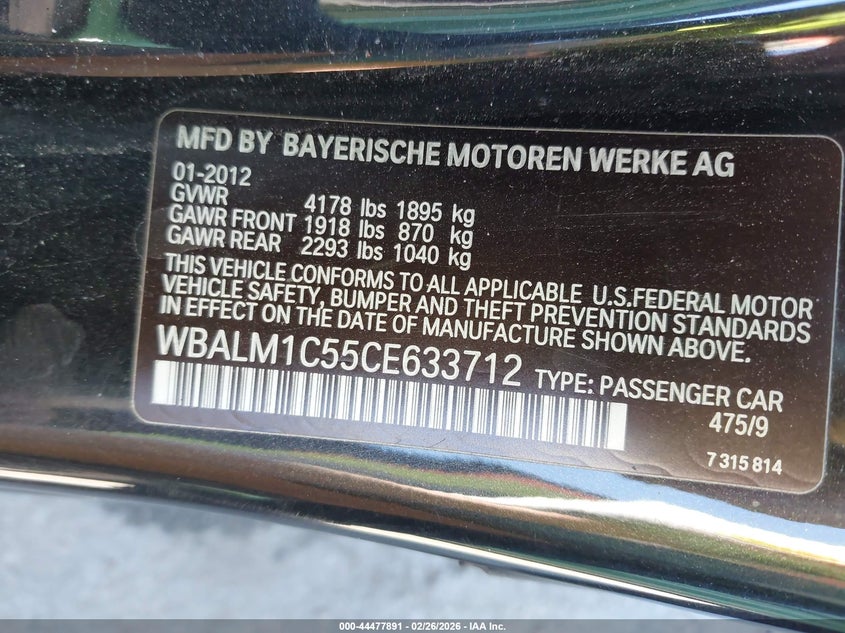 MFD BY BAYERISCHE MOTOREN WERKE AG
01-2012
GVWR 4178 lbs 1895 kg
GAWR FRONT 1918 lbs 870 kg
GAWR REAR 2293 lbs 1040 kg
THIS VEHICLE CONFORMS TO ALL APPLICABLE U.S.FEDERAL MOTOR
VEHICLE SAFETY, BUMPER AND THEFT PREVENTION STANDARDS
IN EFFECT ON THE DATE OF MANUFACTURE SHOWN ABOVE.
WBALM1C55CE633712 TYPE: PASSENGER CAR
475/9
7 315 814
000-44477891 - 02/26/2026 - IAA Inc.